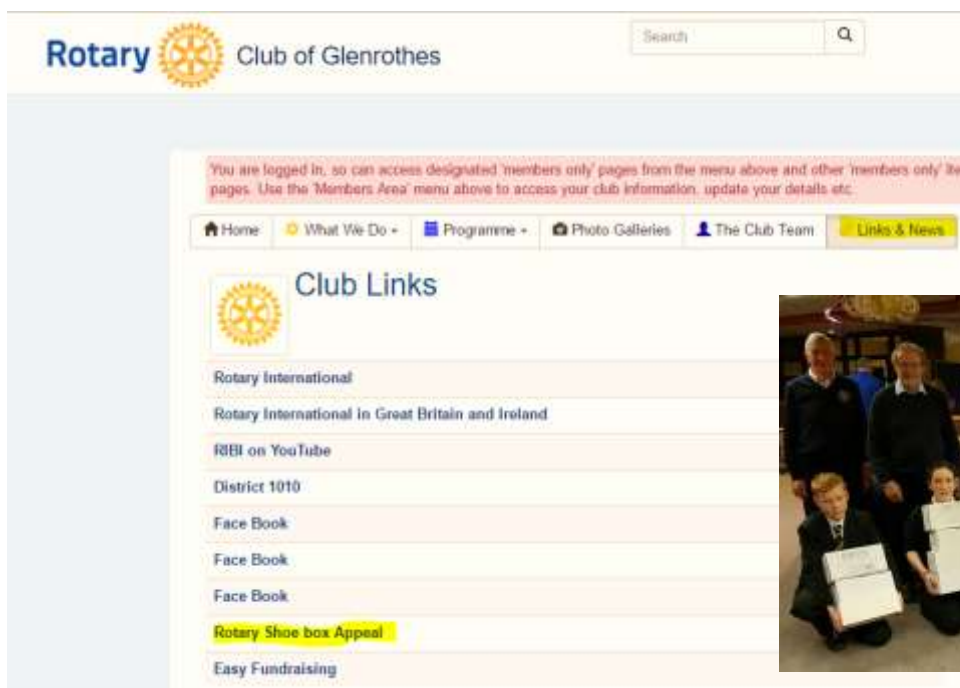 Rotary Club of Glenrothes
Search
You are logged in, so can access designated 'members only' pages from the menu above and other 'members only'
pages. Use the 'Members Area' menu above to access your club information, update your details etc.
Home What We Do Programme Photo Galleries The Club Team Links & News
Club Links
Rotary International
Rotary International in Great Britain and Ireland
RIBI on YouTube
District 1010
Face Book
Face Book
Face Book
Rotary Shoe box Appeal
Easy Fundraising